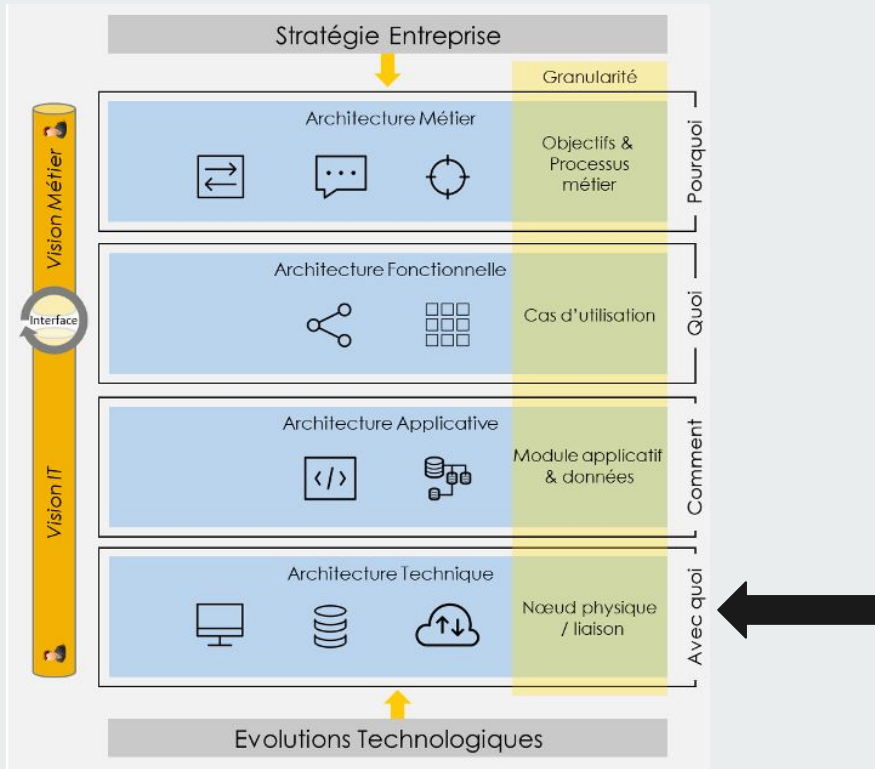 Stratégie Entreprise
Granularité
Architecture Métier
Objectifs &
Processus
métier
Pourquoi
Vision Métier
Architecture Fonctionnelle
Cas d'utilisation
Quoi
Interface
Architecture Applicative
Module applicatif
& données
Comment
Vision IT
</>
Architecture Technique
Nœud physique
/ liaison
Avec quoi
Evolutions Technologiques